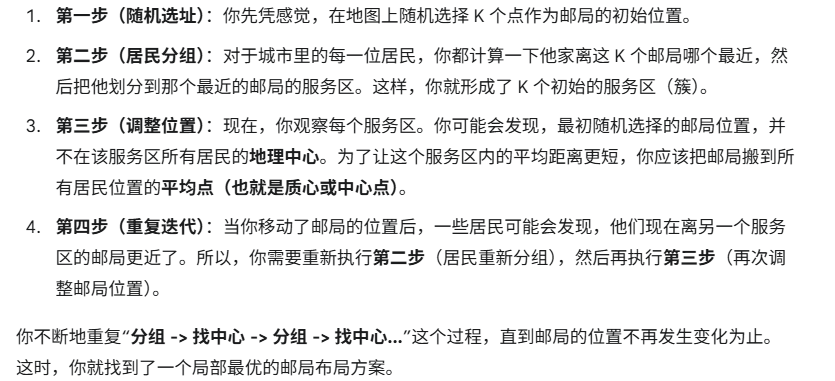 1. 第一步（随机选址）：你先凭感觉，在地图上随机选择 K 个点作为邮局的初始位置。
2. 第二步（居民分组）：对于城市里的每一位居民，你都计算一下他家离这 K 个邮局哪个最近，然
后把他划分到那个最近的邮局的服务区。这样，你就形成了 K 个初始的服务区（簇）。
3. 第三步（调整位置）：现在，你观察每个服务区。你可能会发现，最初随机选择的邮局位置，并
不在该服务区所有居民的地理中心。为了让这个服务区内的平均距离更短，你应该把邮局搬到所
有居民位置的平均点（也就是质心或中心点）。
4. 第四步（重复迭代）：当你移动了邮局的位置后，一些居民可能会发现，他们现在离另一个服务
区的邮局更近了。所以，你需要重新执行第二步（居民重新分组），然后再执行第三步（再次调
整邮局位置）。
你不断地重复“分组 -> 找中心 -> 分组 -> 找中心...”这个过程，直到邮局的位置不再发生变化为止。
这时，你就找到了一个局部最优的邮局布局方案。